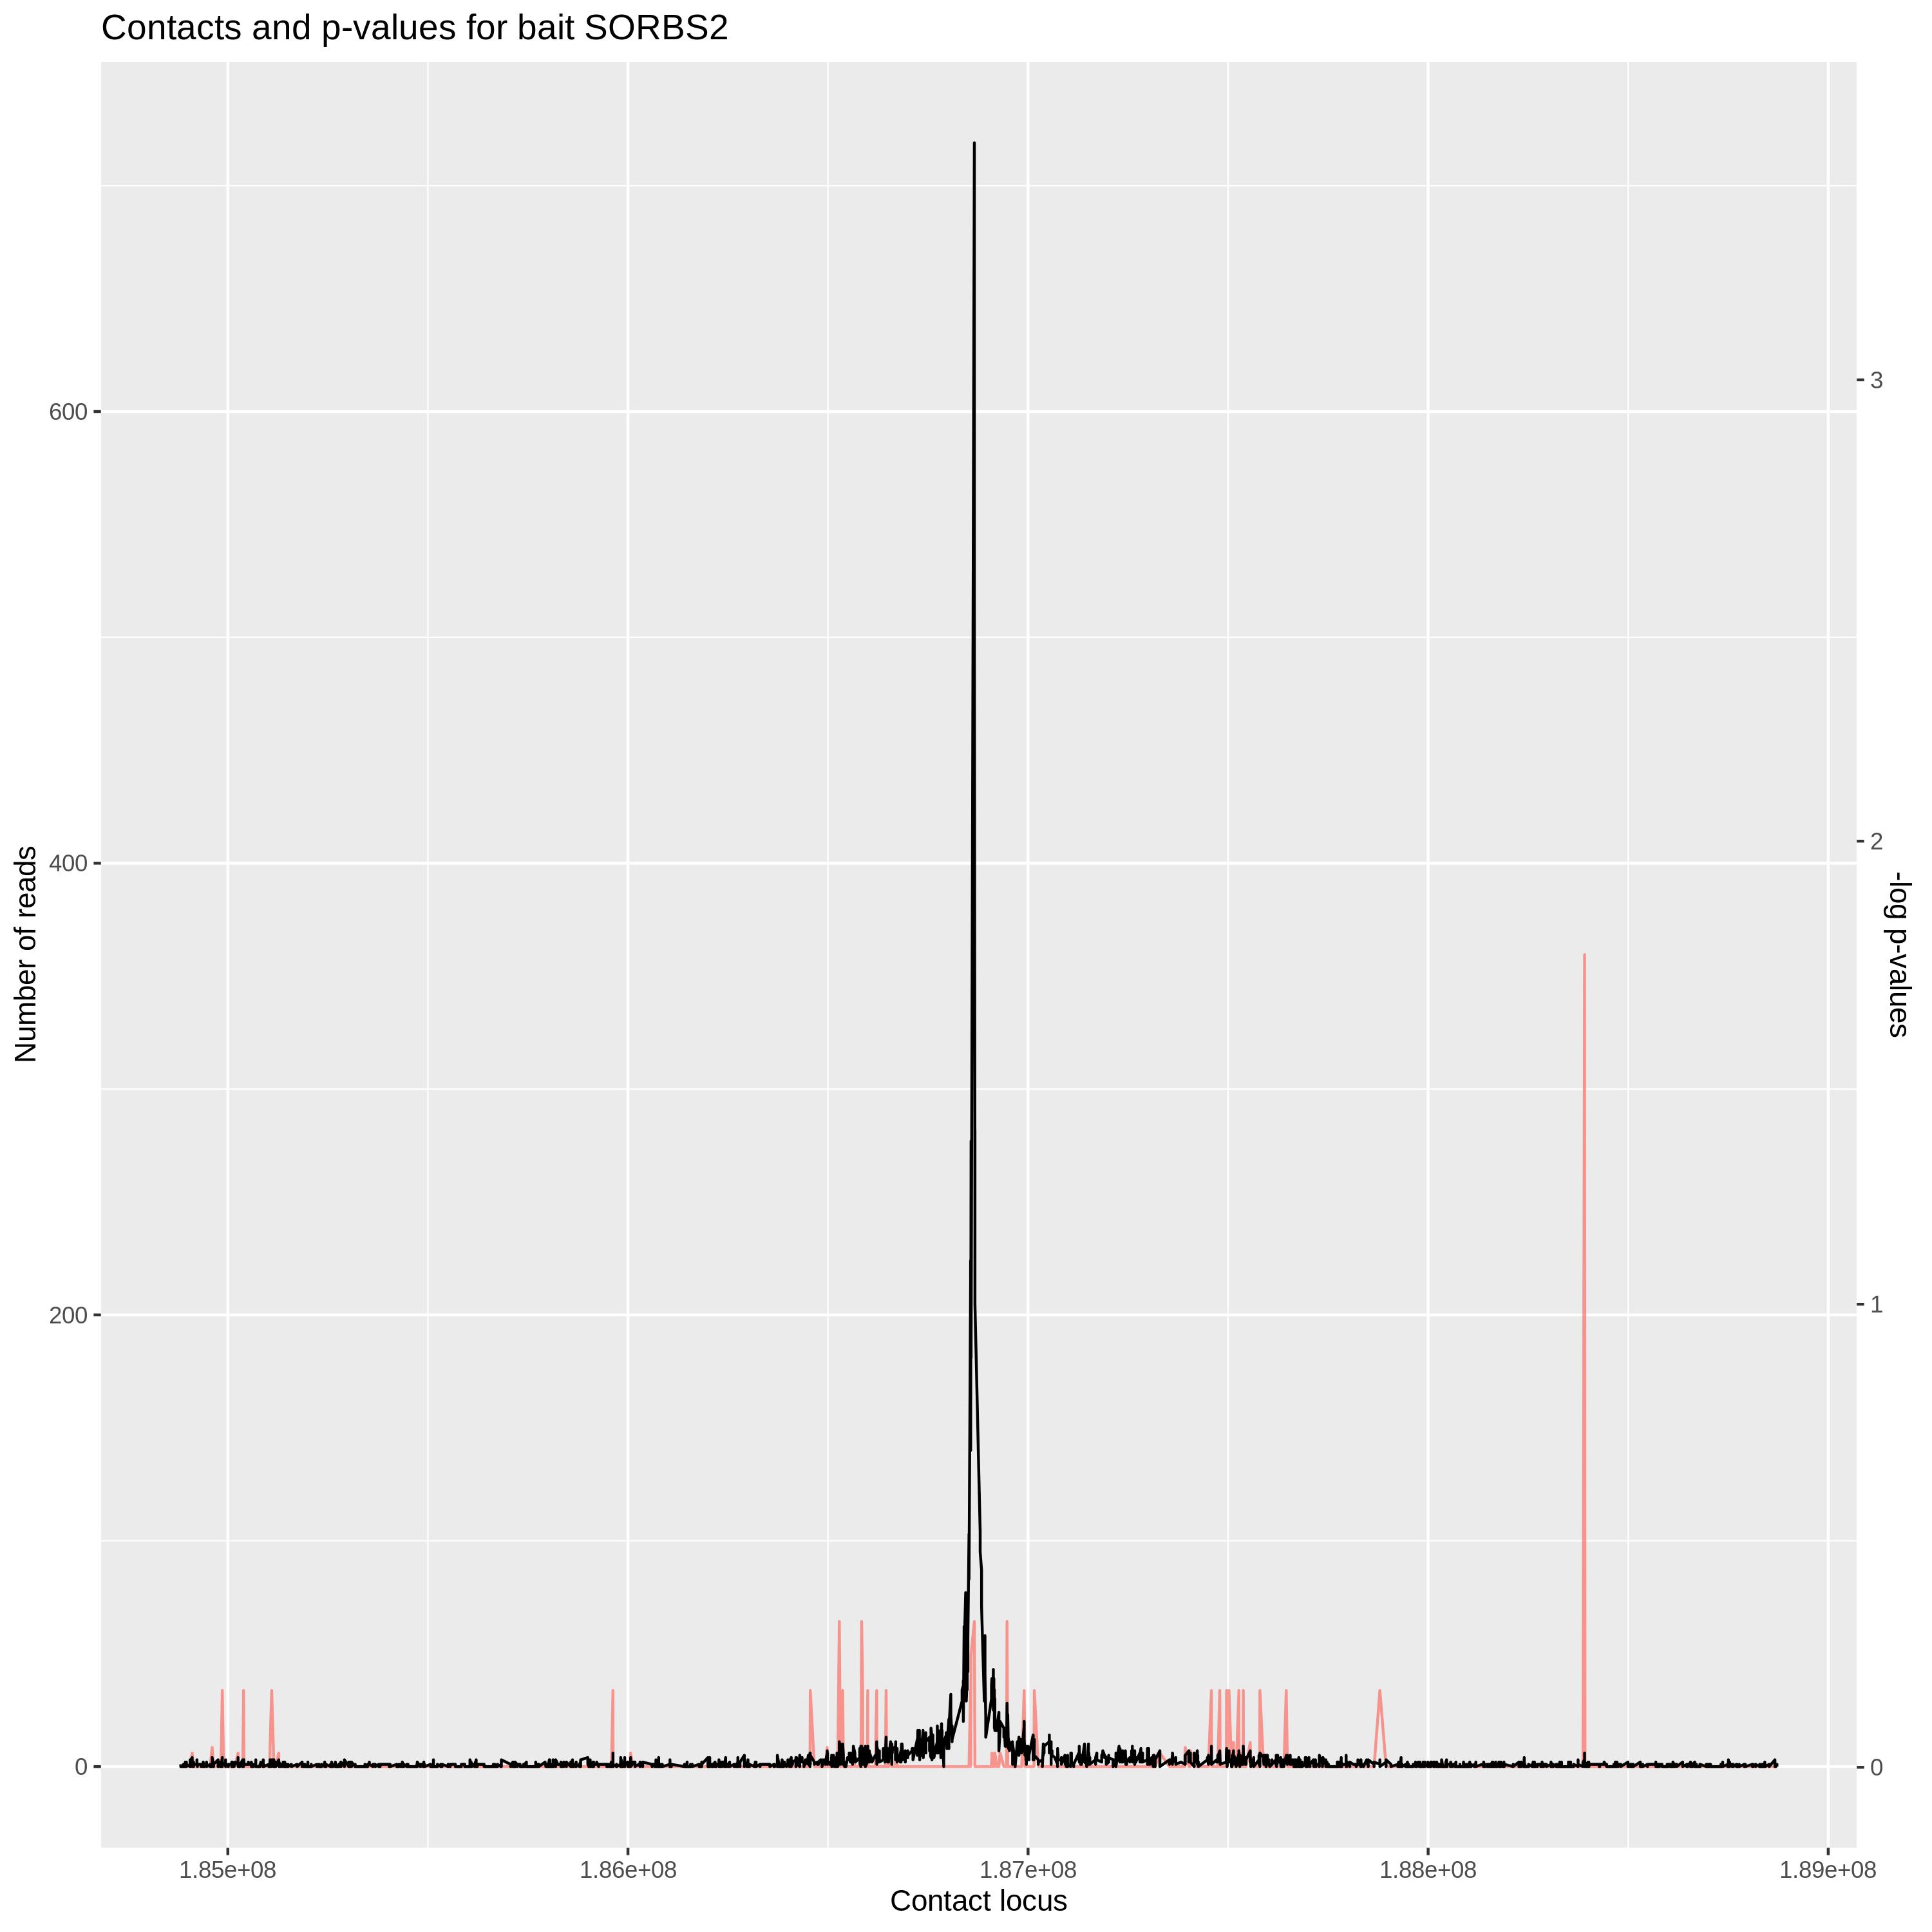 Contacts and p-values for bait SORBS2
Number of reads
600
400
200
0
3
2
1
0
-log p-values
1.85e+08
1.86e+08
1.87e+08
1.88e+08
1.89e+08
Contact locus